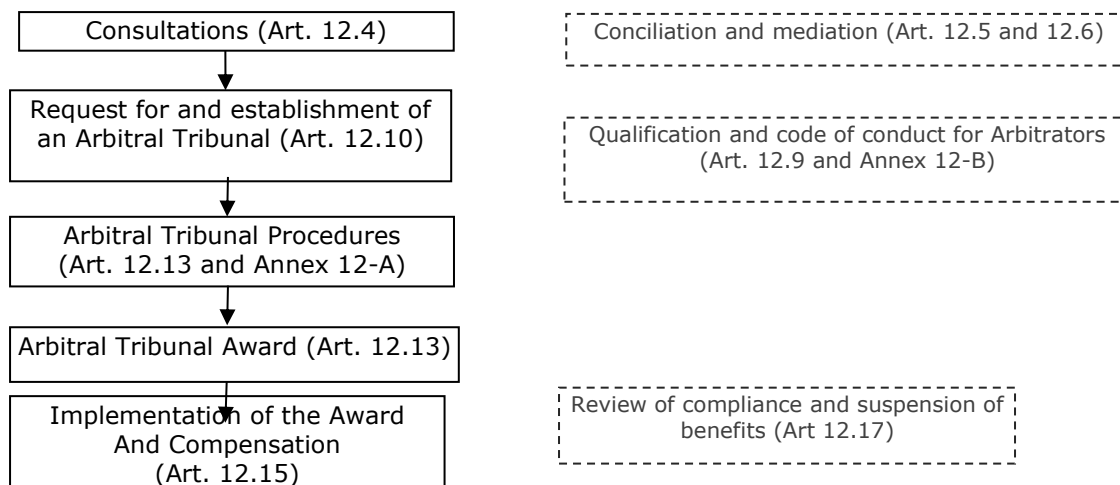 Consultations (Art. 12.4)
Conciliation and mediation (Art. 12.5 and 12.6)
Request for and establishment of
an Arbitral Tribunal (Art. 12.10)
Qualification and code of conduct for Arbitrators
(Art. 12.9 and Annex 12-B)
Arbitral Tribunal Procedures
(Art. 12.13 and Annex 12-A)
Arbitral Tribunal Award (Art. 12.13)
Implementation of the Award
And Compensation
(Art. 12.15)
Review of compliance and suspension of
benefits (Art 12.17)